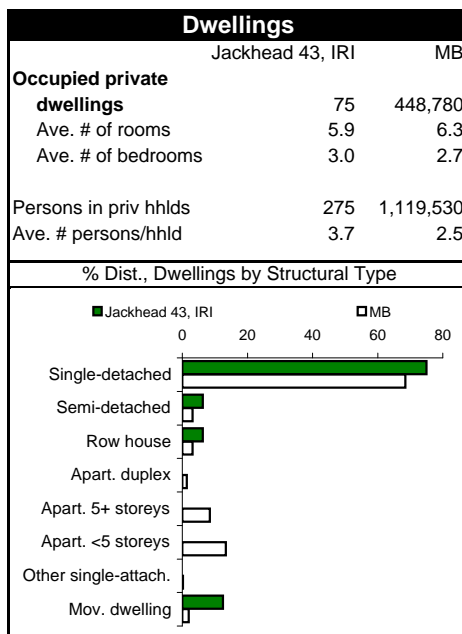 Dwellings
Jackhead 43, IRI MB
Occupied private
dwellings 75 448,780
Ave. # of rooms 5.9 6.3
Ave. # of bedrooms 3.0 2.7
Persons in priv hhlds 275 1,119,530
Ave. # persons/hhld 3.7 2.5
% Dist., Dwellings by Structural Type
Jackhead 43, IRI MB
0 20 40 60 80
Single-detached
Semi-detached
Row house
Apart. duplex
Apart. 5+ storeys
Apart. <5 storeys
Other single-attach.
Mov. dwelling